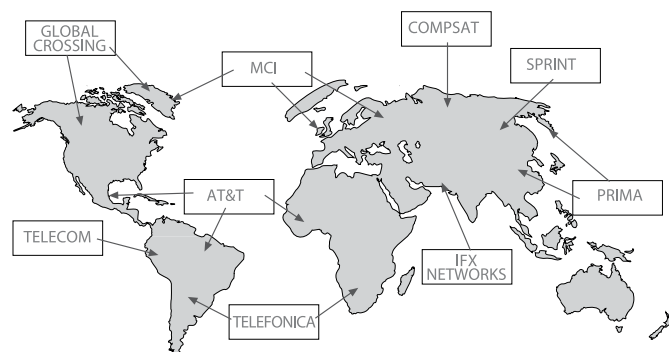 GLOBAL
CROSSING
MCI
COMPSAT
SPRINT
AT&T
PRIMA
TELECOM
IFX
NETWORKS
TELEFONICA